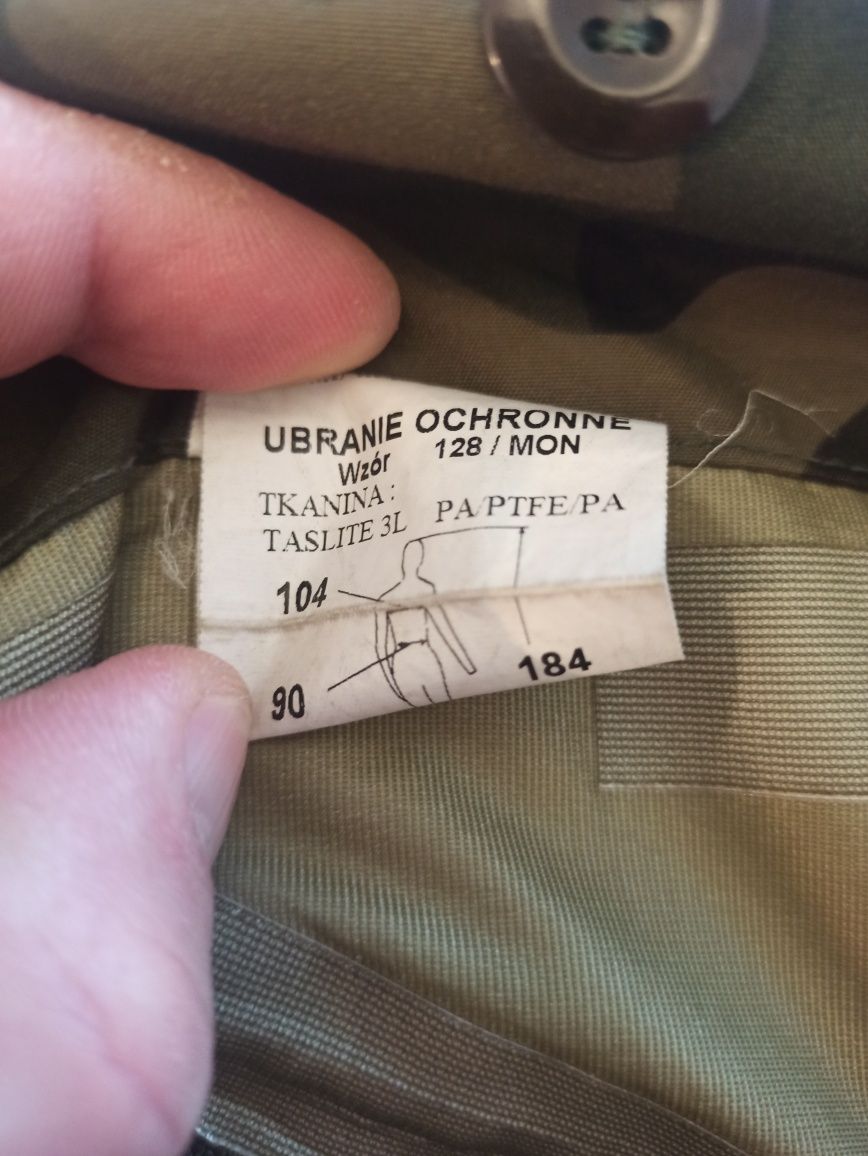 UBRANIE OCHRONNE
Wzór 128 / MON
TKANINA :
TASLITE 3L PA/PTFE/PA
104
184
90